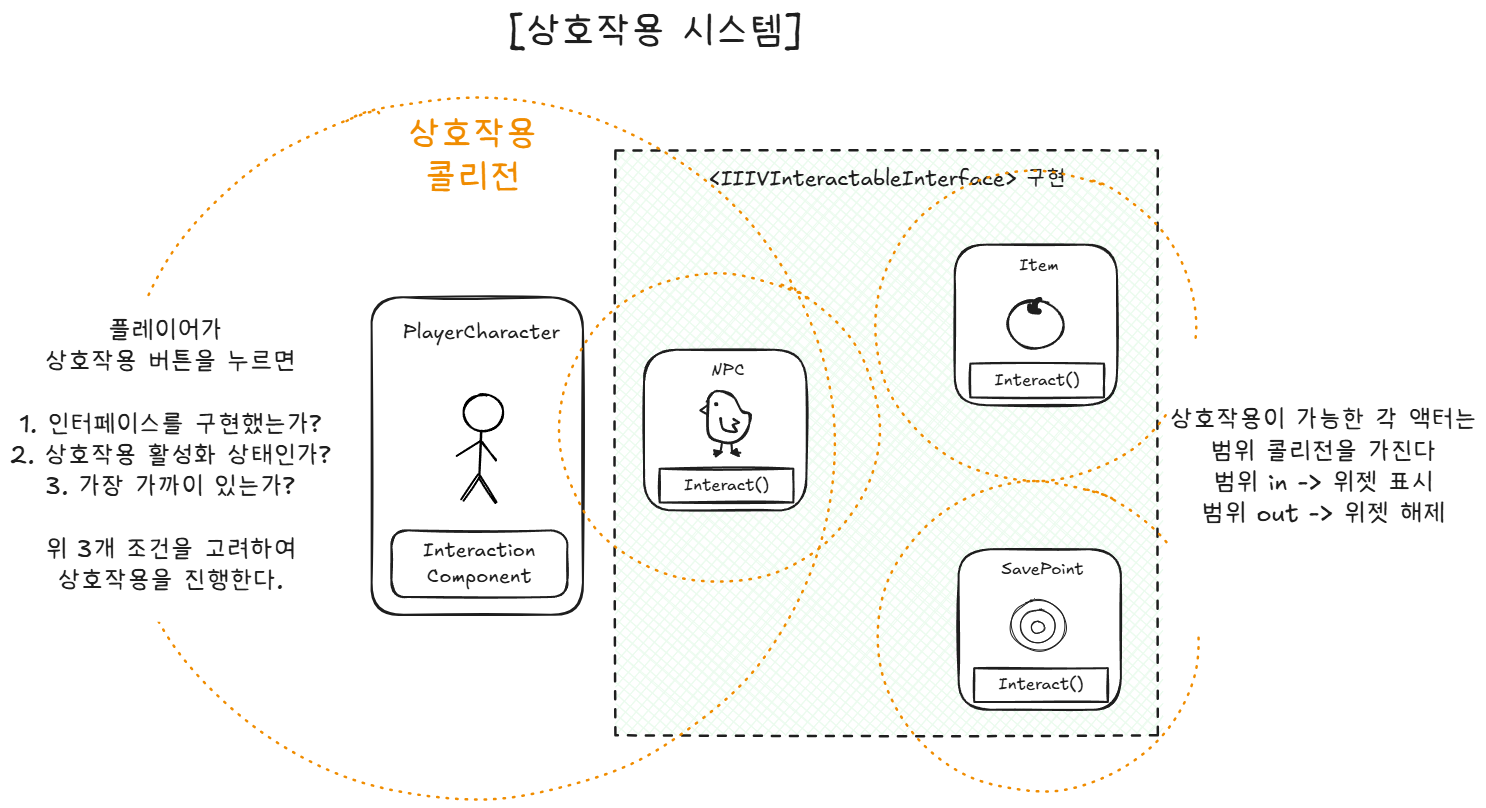 [상호작용 시스템]
상호작용
콜리전
<IIIVInteractableInterface> 구현
플레이어가
상호작용 버튼을 누르면
1. 인터페이스를 구현했는가?
2. 상호작용 활성화 상태인가?
3. 가장 가까이 있는가?
위 3개 조건을 고려하여
상호작용을 진행한다.
PlayerCharacter
Interaction
Component
NPC
Interact()
Item
Interact()
SavePoint
Interact()
상호작용이 가능한 각 액터는
범위 콜리전을 가진다
범위 in -> 위젯 표시
범위 out -> 위젯 해제